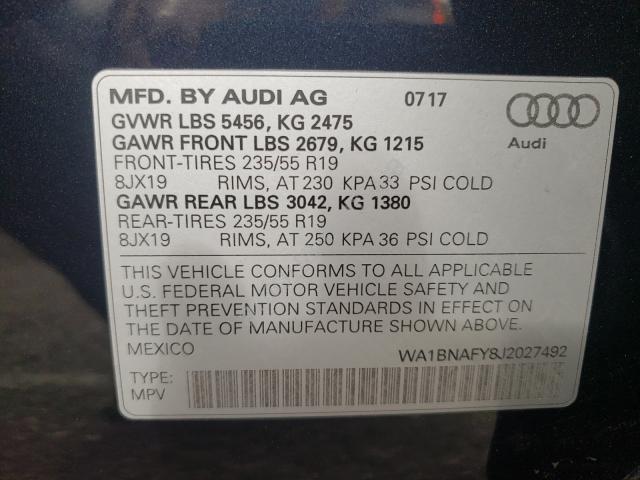 MFD. BY AUDI AG 0717
GVWR LBS 5456, KG 2475
GAWR FRONT LBS 2679, KG 1215
Audi
FRONT-TIRES 235/55 R19
8JX19 RIMS, AT 230 KPA 33 PSI COLD
GAWR REAR LBS 3042, KG 1380
REAR-TIRES 235/55 R19
8JX19 RIMS, AT 250 KPA 36 PSI COLD
THIS VEHICLE CONFORMS TO ALL APPLICABLE
U.S. FEDERAL MOTOR VEHICLE SAFETY AND
THEFT PREVENTION STANDARDS IN EFFECT ON
THE DATE OF MANUFACTURE SHOWN ABOVE.
MEXICO WA1BNAFY8J2027492
TYPE:
MPV